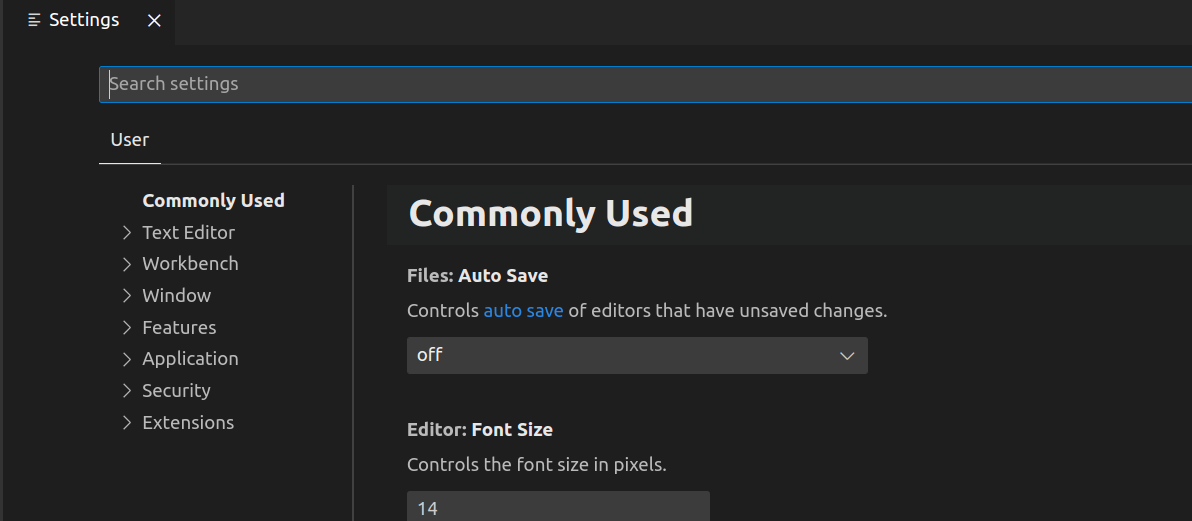 Settings
Search settings
User
Commonly Used
Text Editor
Workbench
Window
Features
Application
Security
Extensions
Commonly Used
Files: Auto Save
Controls auto save of editors that have unsaved changes.
off
Editor: Font Size
Controls the font size in pixels.
14